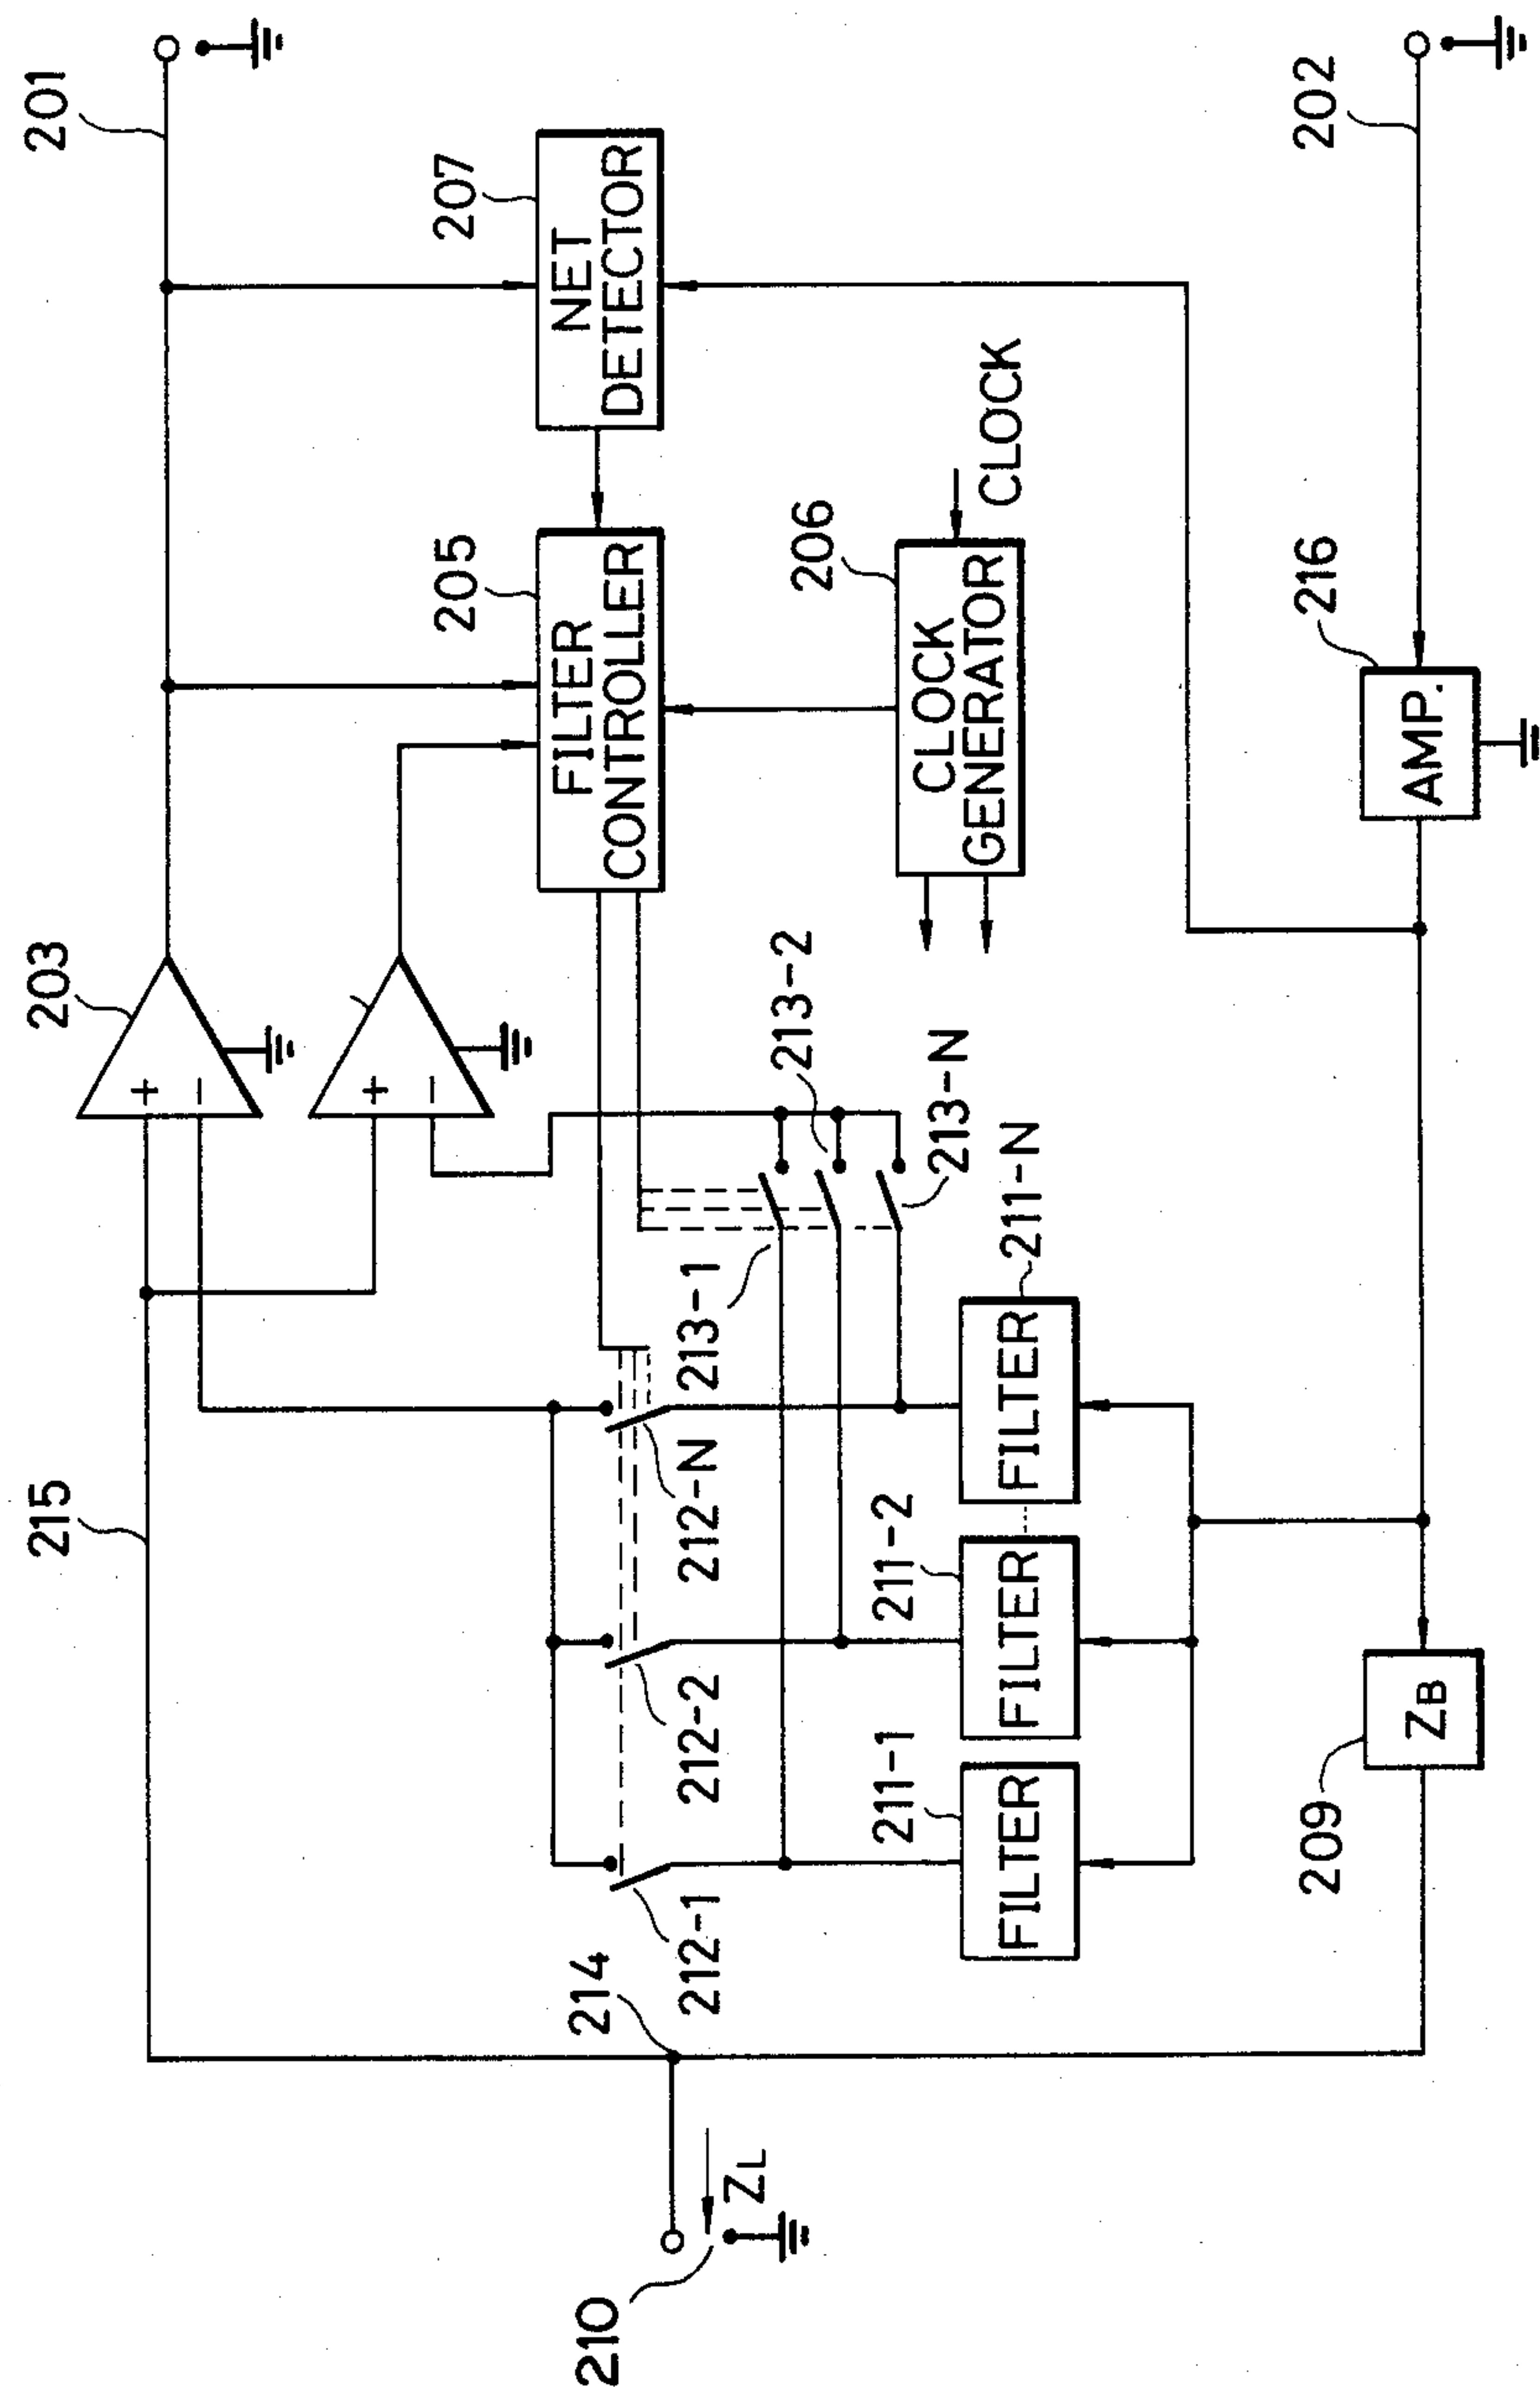 215
203
201
+
−
205
207
+
−
210
214
FILTER
CONTROLLER
NET
DETECTOR
212-1
212-2
212-N
213-1
ZL
213-2
206
211-1
211-2
213-N
CLOCK
GENERATOR
CLOCK
FILTER
FILTER
FILTER
211-N
209
216
202
ZB
AMP.